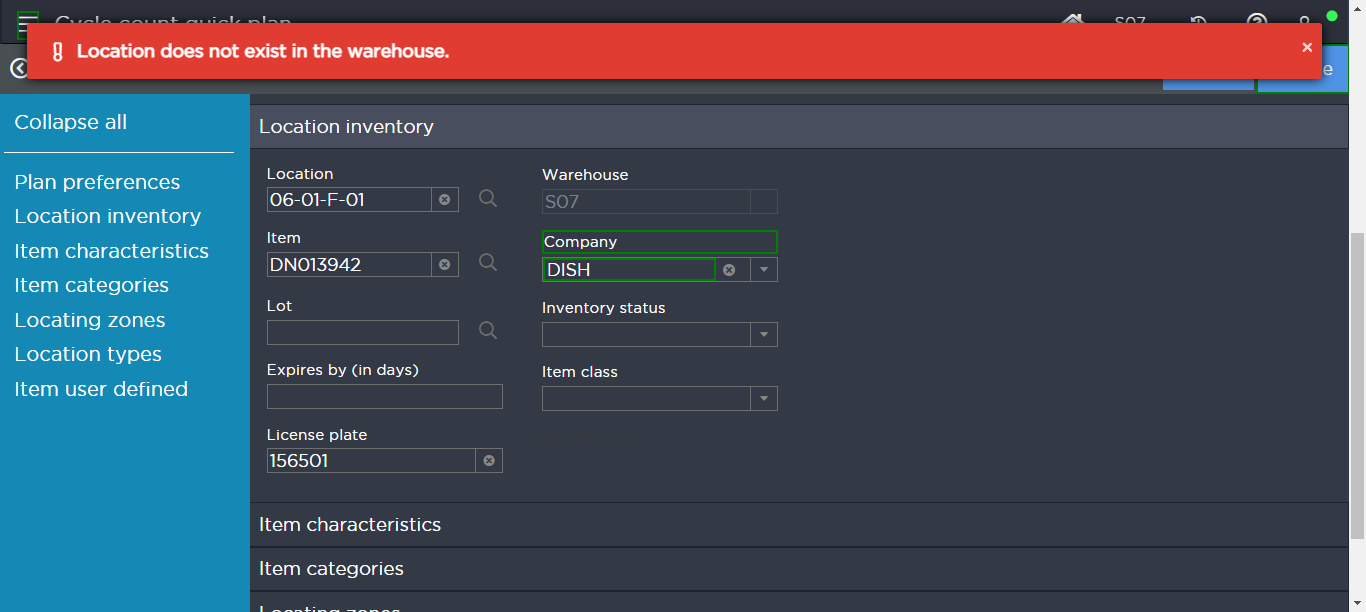 Cycle count quick plan
S07
Location does not exist in the warehouse.
Collapse all
Plan preferences
Location inventory
Item characteristics
Item categories
Locating zones
Location types
Item user defined
Location inventory
Location
06-01-F-01
Warehouse
S07
Item
DN013942
Company
DISH
Lot
Inventory status
Expires by (in days)
Item class
License plate
156501
Item characteristics
Item categories
Locating zones